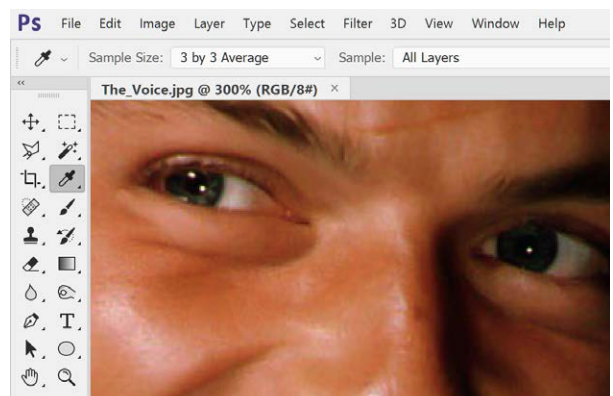 Ps File Edit Image Layer Type Select Filter 3D View Window Help
Sample Size: 3 by 3 Average Sample: All Layers
The_Voice.jpg @ 300% (RGB/8#) ×
T